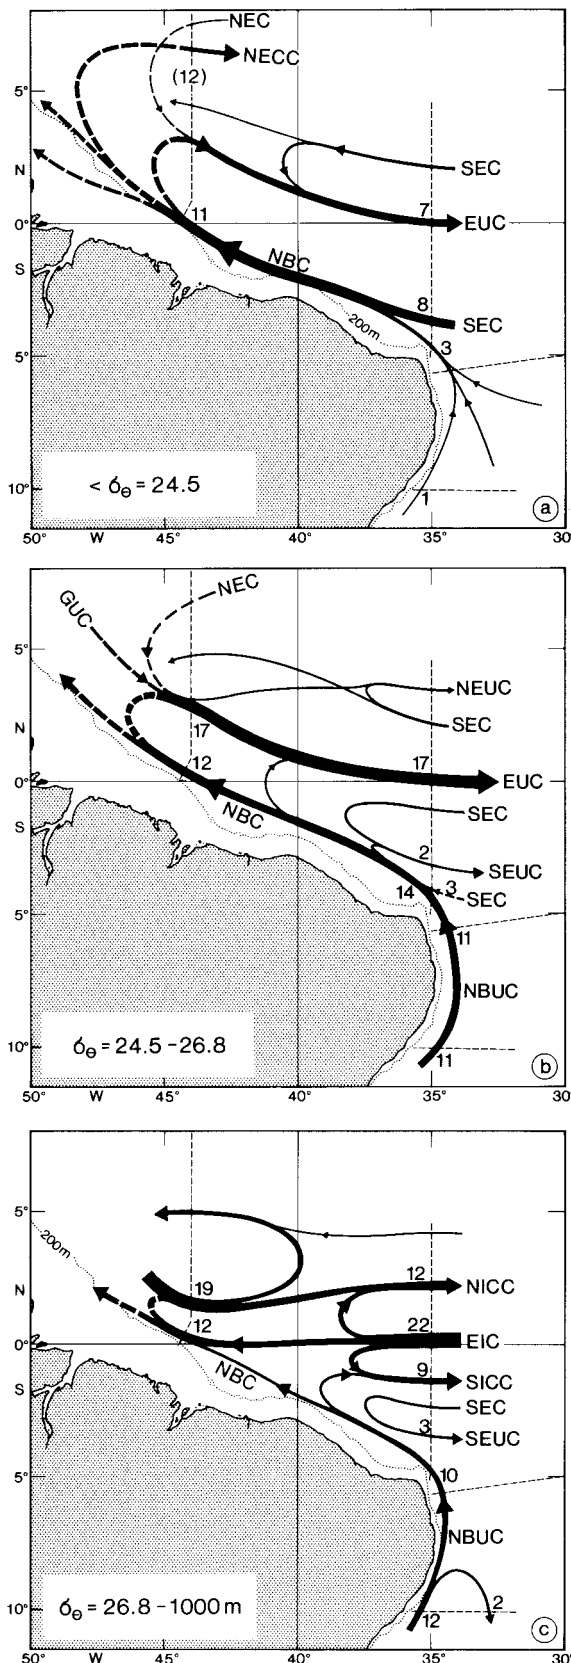 NEC
NECC
(12)
5°
N
SEC
7
EUC
11
0°
NBC
8
SEC
S
200m
3
5°
< σ_θ = 24.5
10°
1
a
50° W 45° 40° 35° 30°
GUC
NEC
5°
NEUC
SEC
N
17
17
12
EUC
0°
NBC
SEC
S
2
SEUC
14
3
SEC
5°
11
NBUC
σ_θ = 24.5 - 26.8
10°
11
b
50° W 45° 40° 35° 30°
200m
5°
N
19
12
NICC
12
22
EIC
0°
NBC
9
SICC
S
SEC
3
SEUC
10
5°
NBUC
σ_θ = 26.8 - 1000 m
10°
12
2
c
50° W 45° 40° 35° 30°